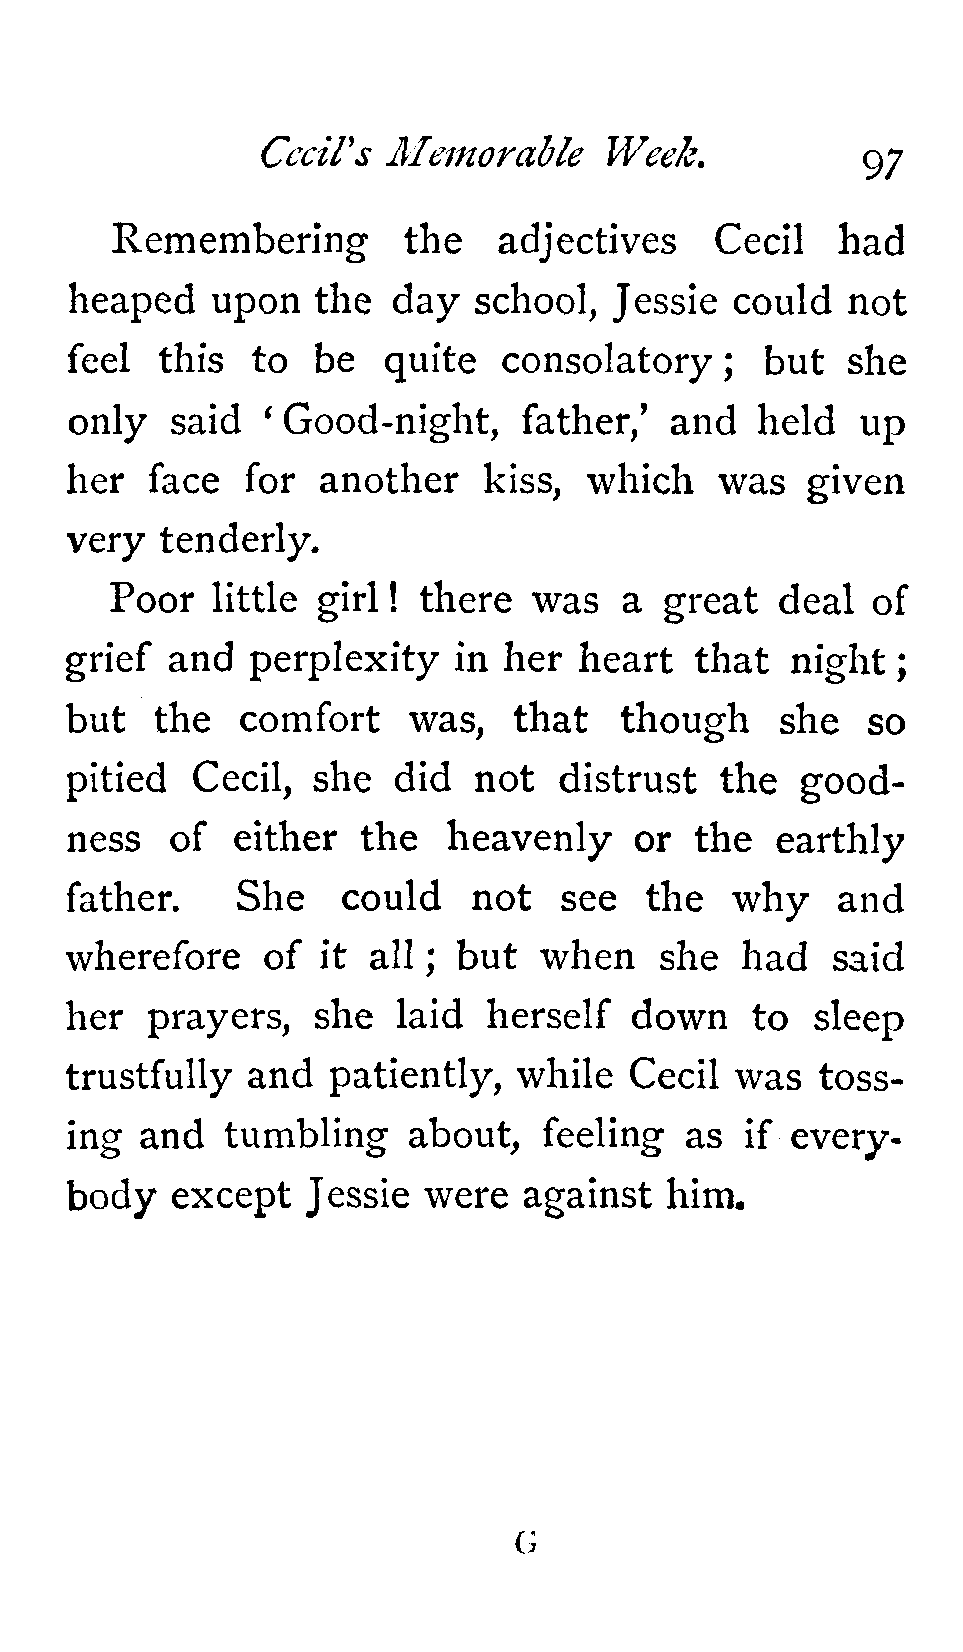 Cecil's Memorable Week. 97
Remembering the adjectives Cecil had
heaped upon the day school, Jessie could not
feel this to be quite consolatory ; but she
only said ‘ Good-night, father,’ and held up
her face for another kiss, which was given
very tenderly.
Poor little girl ! there was a great deal of
grief and perplexity in her heart that night ;
but the comfort was, that though she so
pitied Cecil, she did not distrust the good-
ness of either the heavenly or the earthly
father. She could not see the why and
wherefore of it all ; but when she had said
her prayers, she laid herself down to sleep
trustfully and patiently, while Cecil was toss-
ing and tumbling about, feeling as if every-
body except Jessie were against him.
G